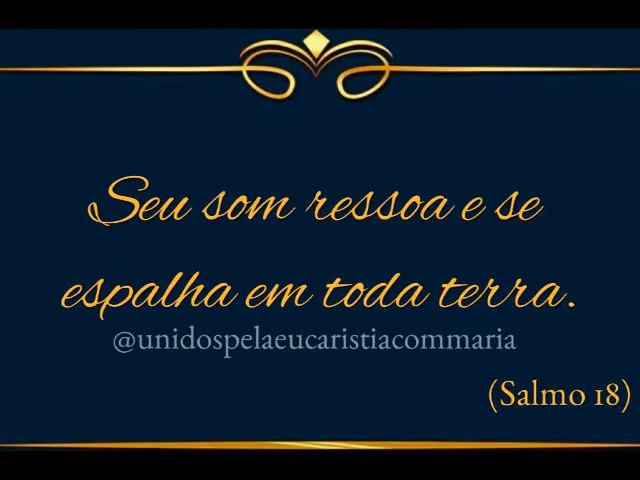 Seu som ressoa e se
espalha em toda terra.
@unidospelaeucaristiacommaria
(Salmo 18)